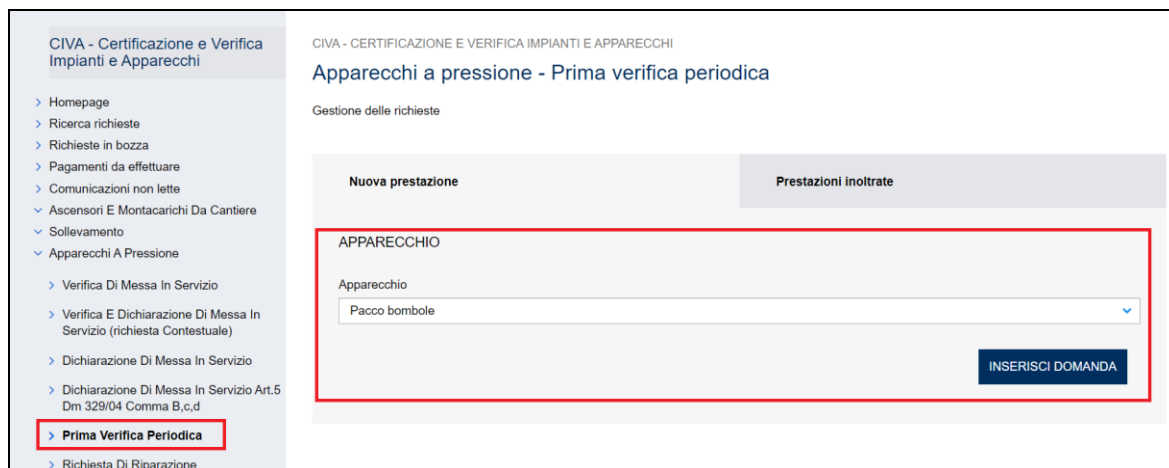 CIVA - Certificazione e Verifica
Impianti e Apparecchi
Homepage
Ricerca richieste
Richieste in bozza
Pagamenti da effettuare
Comunicazioni non lette
Ascensori E Montacarichi Da Cantiere
Sollevamento
Apparecchi A Pressione
Verifica Di Messa In Servizio
Verifica E Dichiarazione Di Messa In
Servizio (richiesta Contestuale)
Dichiarazione Di Messa In Servizio
Dichiarazione Di Messa In Servizio Art.5
Dm 329/04 Comma B,c,d
Prima Verifica Periodica
Richiesta Di Riparazione
CIVA - CERTIFICAZIONE E VERIFICA IMPIANTI E APPARECCHI
Apparecchi a pressione - Prima verifica periodica
Gestione delle richieste
Nuova prestazione
Prestazioni inoltrate
APPARECCHIO
Apparecchio
Pacco bombole
INSERISCI DOMANDA